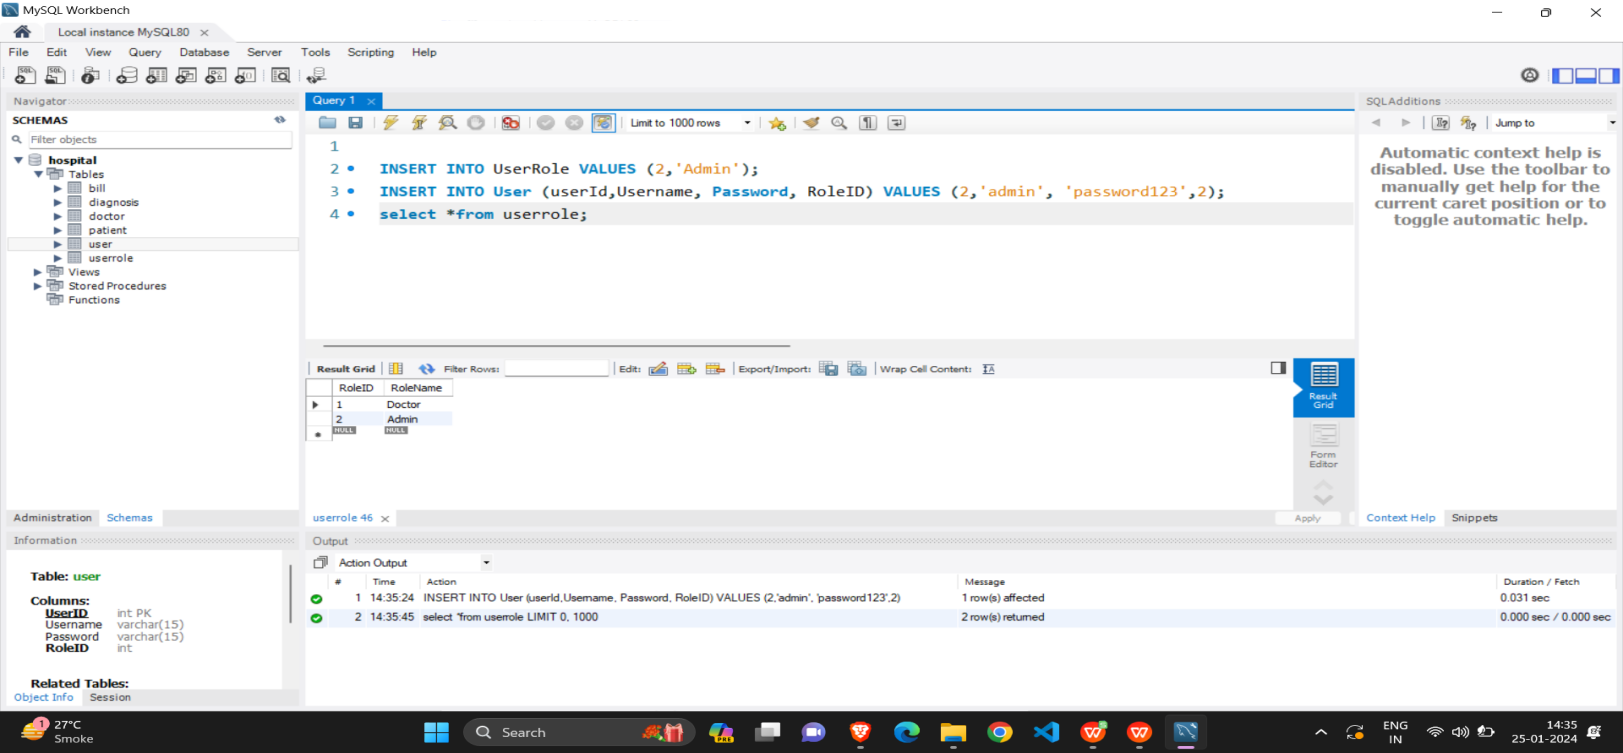 MySQL Workbench
Local instance MySQL80
File Edit View Query Database Server Tools Scripting Help
Navigator
SCHEMAS
Filter objects
hospital
Tables
bill
diagnosis
doctor
patient
user
userrole
Views
Stored Procedures
Functions
Administration Schemas
Information
Table: user
Columns:
UserID int PK
Username varchar(15)
Password varchar(15)
RoleID int
Related Tables:
Object Info Session
Query 1
Limit to 1000 rows
1
2 INSERT INTO UserRole VALUES (2,'Admin');
3 INSERT INTO User (userId,Username, Password, RoleID) VALUES (2,'admin', 'password123',2);
4 select *from userrole;
Result Grid Filter Rows: Edit: Export/Import: Wrap Cell Content:
RoleID RoleName
1 Doctor
2 Admin
NULL NULL
Result
Grid
Form
Editor
userrole 46
Apply
SQLAdditions
Jump to
Automatic context help is
disabled. Use the toolbar to
manually get help for the
current caret position or to
toggle automatic help.
Context Help Snippets
Output
Action Output
# Time Action Message Duration / Fetch
1 14:35:24 INSERT INTO User (userId,Username, Password, RoleID) VALUES (2,'admin', 'password123',2) 1 row(s) affected 0.031 sec
2 14:35:45 select *from userrole LIMIT 0, 1000 2 row(s) returned 0.000 sec / 0.000 sec
1
27°C
Smoke
Search
PRE
ENG
IN
14:35
25-01-2024